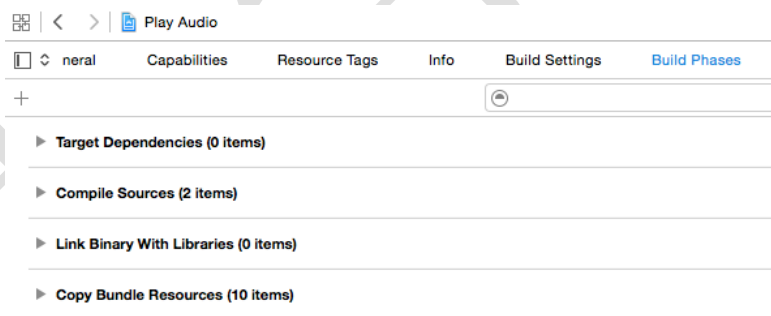 Play Audio
neral Capabilities Resource Tags Info Build Settings Build Phases
Target Dependencies (0 items)
Compile Sources (2 items)
Link Binary With Libraries (0 items)
Copy Bundle Resources (10 items)